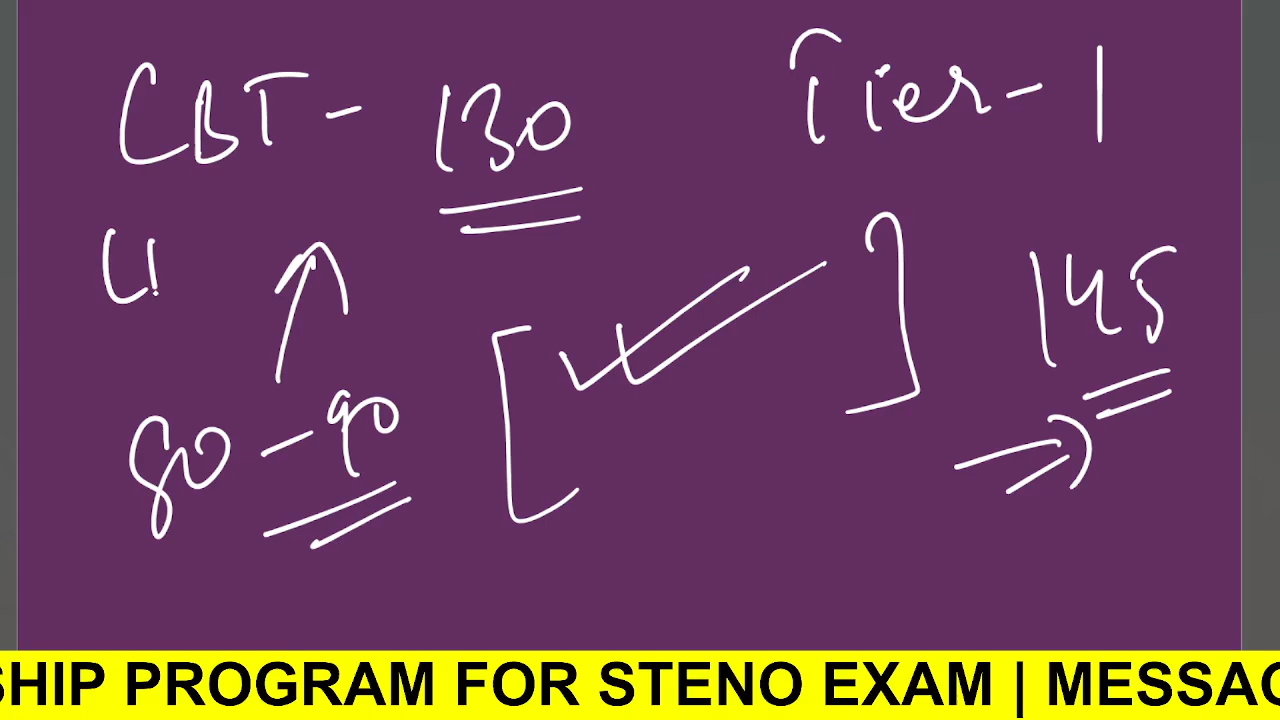 CBT - 130
Tier - 1
145
80 - 90
SHIP PROGRAM FOR STENO EXAM | MESSAG